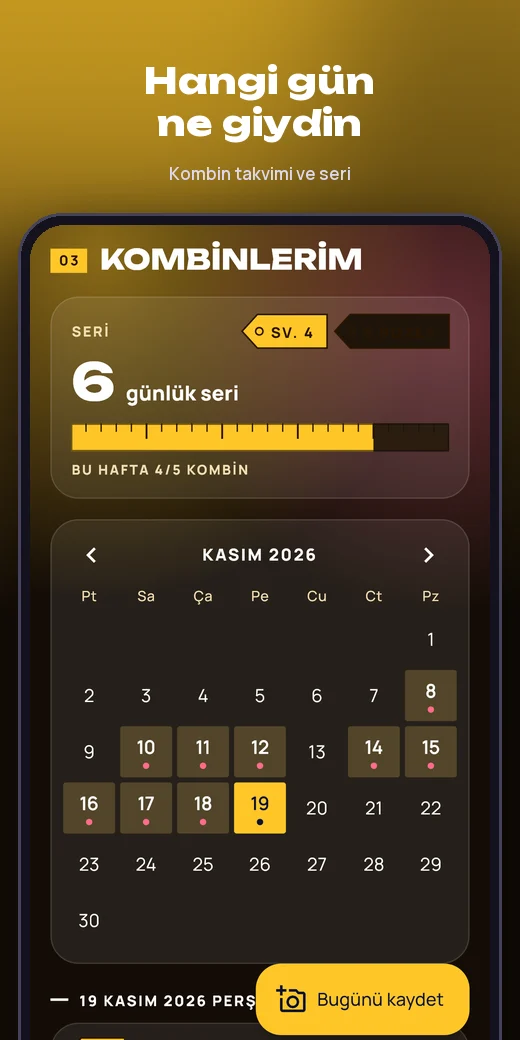 Hangi gün
ne giydin
Kombin takvimi ve seri
03 KOMBİNLERİM
SERİ
SV. 4
6 günlük seri
BU HAFTA 4/5 KOMBİN
KASIM 2026
Pt Sa Ça Pe Cu Ct Pz
1
2 3 4 5 6 7 8
9 10 11 12 13 14 15
16 17 18 19 20 21 22
23 24 25 26 27 28 29
30
19 KASIM 2026 PERŞ
Bugünü kaydet